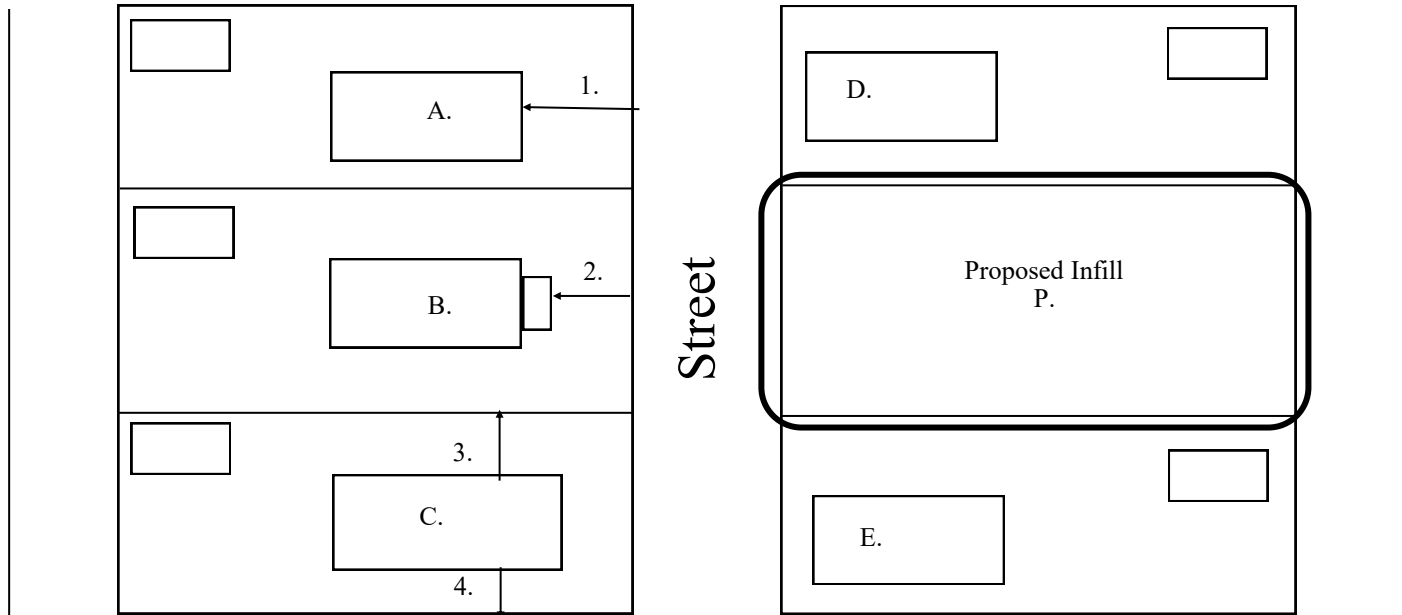 A.
1.
B.
2.
3.
C.
4.
Street
D.
Proposed Infill
P.
E.